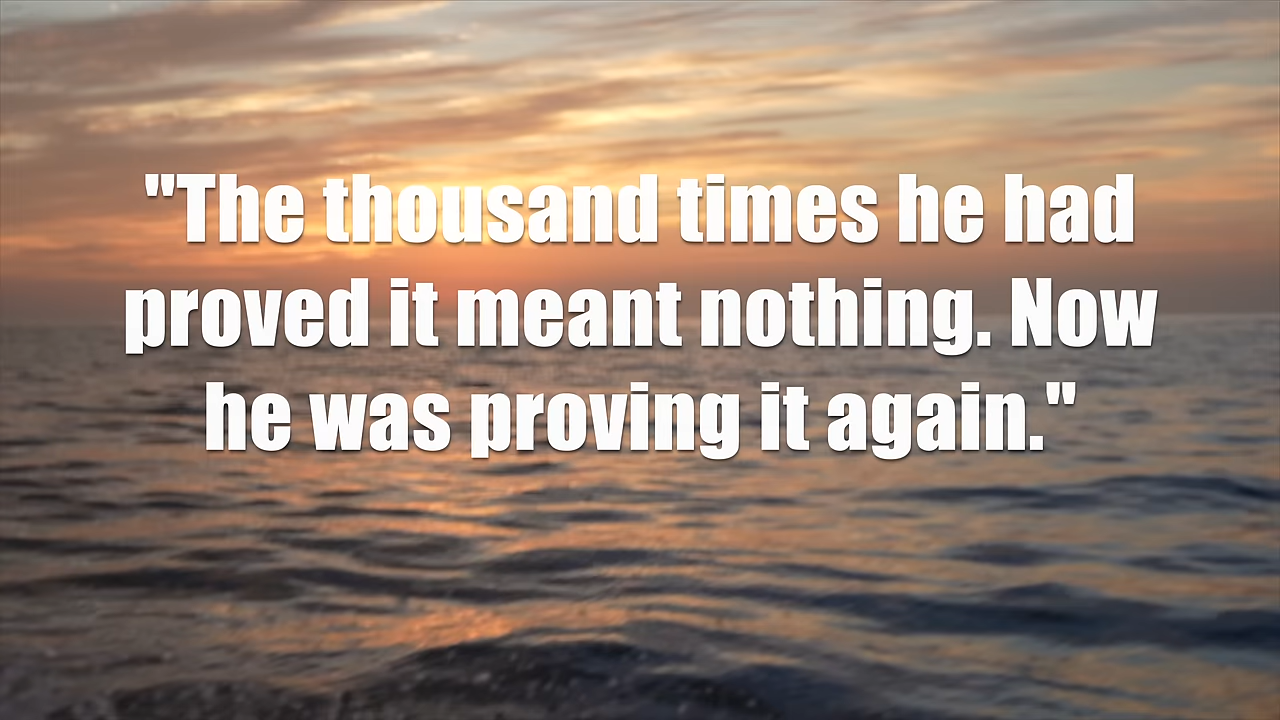 "The thousand times he had
proved it meant nothing. Now
he was proving it again."